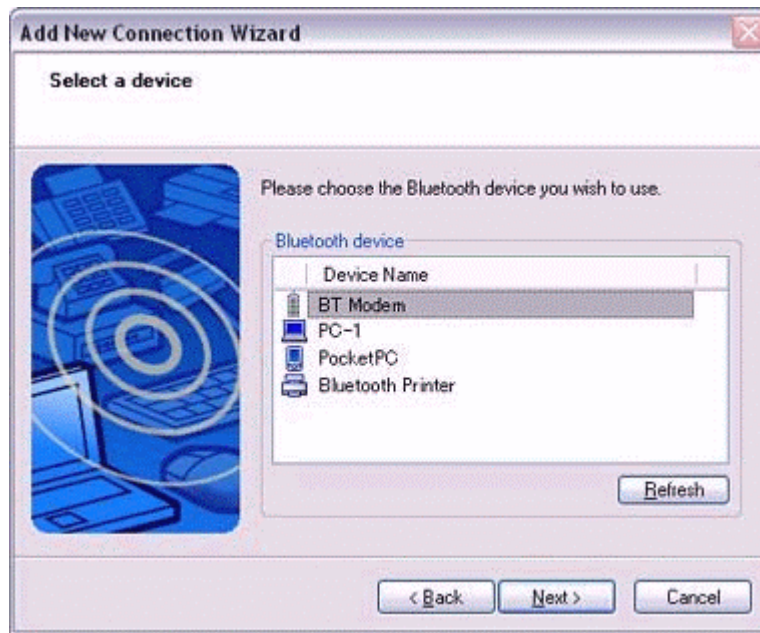 Add New Connection Wizard
Select a device
Please choose the Bluetooth device you wish to use.
Bluetooth device
Device Name
BT Modem
PC-1
PocketPC
Bluetooth Printer
Refresh
< Back Next > Cancel